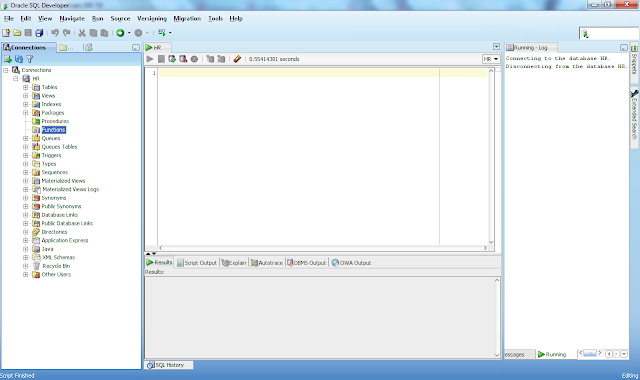 Oracle SQL Developer
File Edit View Navigate Run Source Versioning Migration Tools Help
Connections
Connections
HR
Tables
Views
Indexes
Packages
Procedures
Functions
Queues
Queues Tables
Triggers
Types
Sequences
Materialized Views
Materialized Views Logs
Synonyms
Public Synonyms
Database Links
Public Database Links
Directories
Application Express
Java
XML Schemas
Recycle Bin
Other Users
HR
0.55414301 seconds
HR
1
Results Script Output Explain Autotrace DBMS Output OWA Output
Results:
SQL History
Running - Log
Connecting to the database HR.
Disconnecting from the database HR.
essages Running
Snippets
Extended Search
Script Finished
Editing